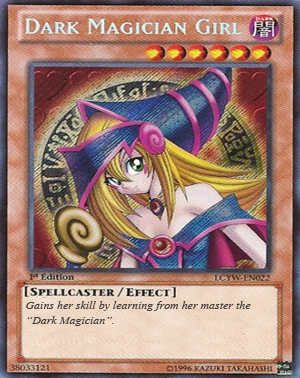 DARK MAGICIAN GIRL
DARK
闇
1st Edition
LCYW-EN022
[SPELLCASTER / EFFECT]
Gains her skill by learning from her master the
“Dark Magician”.
38033121
©1996 KAZUKI TAKAHASHI